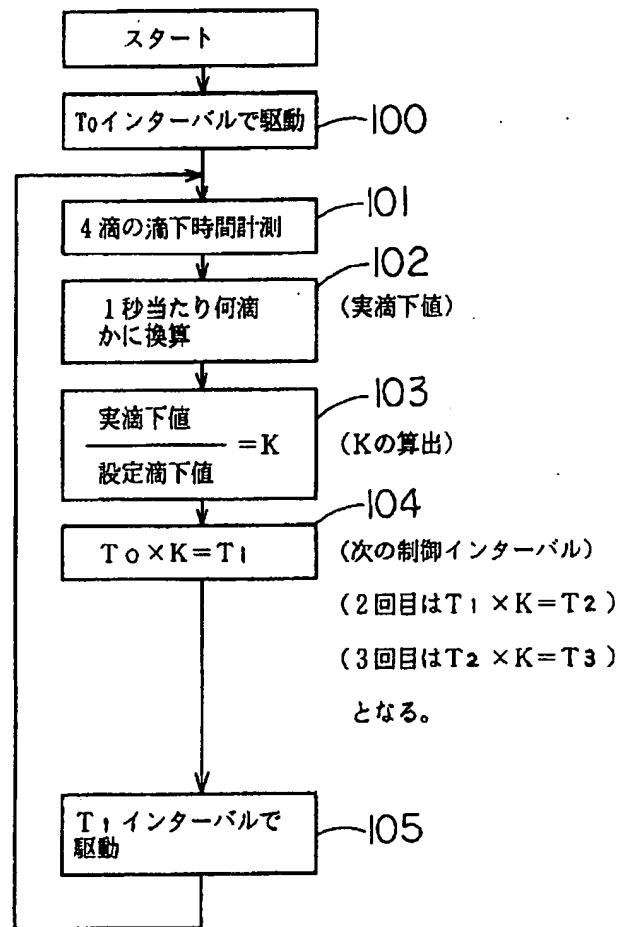 スタート
T0インターバルで駆動
100
4滴の滴下時間計測
101
1秒当たり何滴
かに換算
102
(実滴下値)
実滴下値
設定滴下値
=K
103
(Kの算出)
T0×K=T1
104
(次の制御インターバル)
(2回目はT1×K=T2)
(3回目はT2×K=T3)
となる。
T1インターバルで
駆動
105